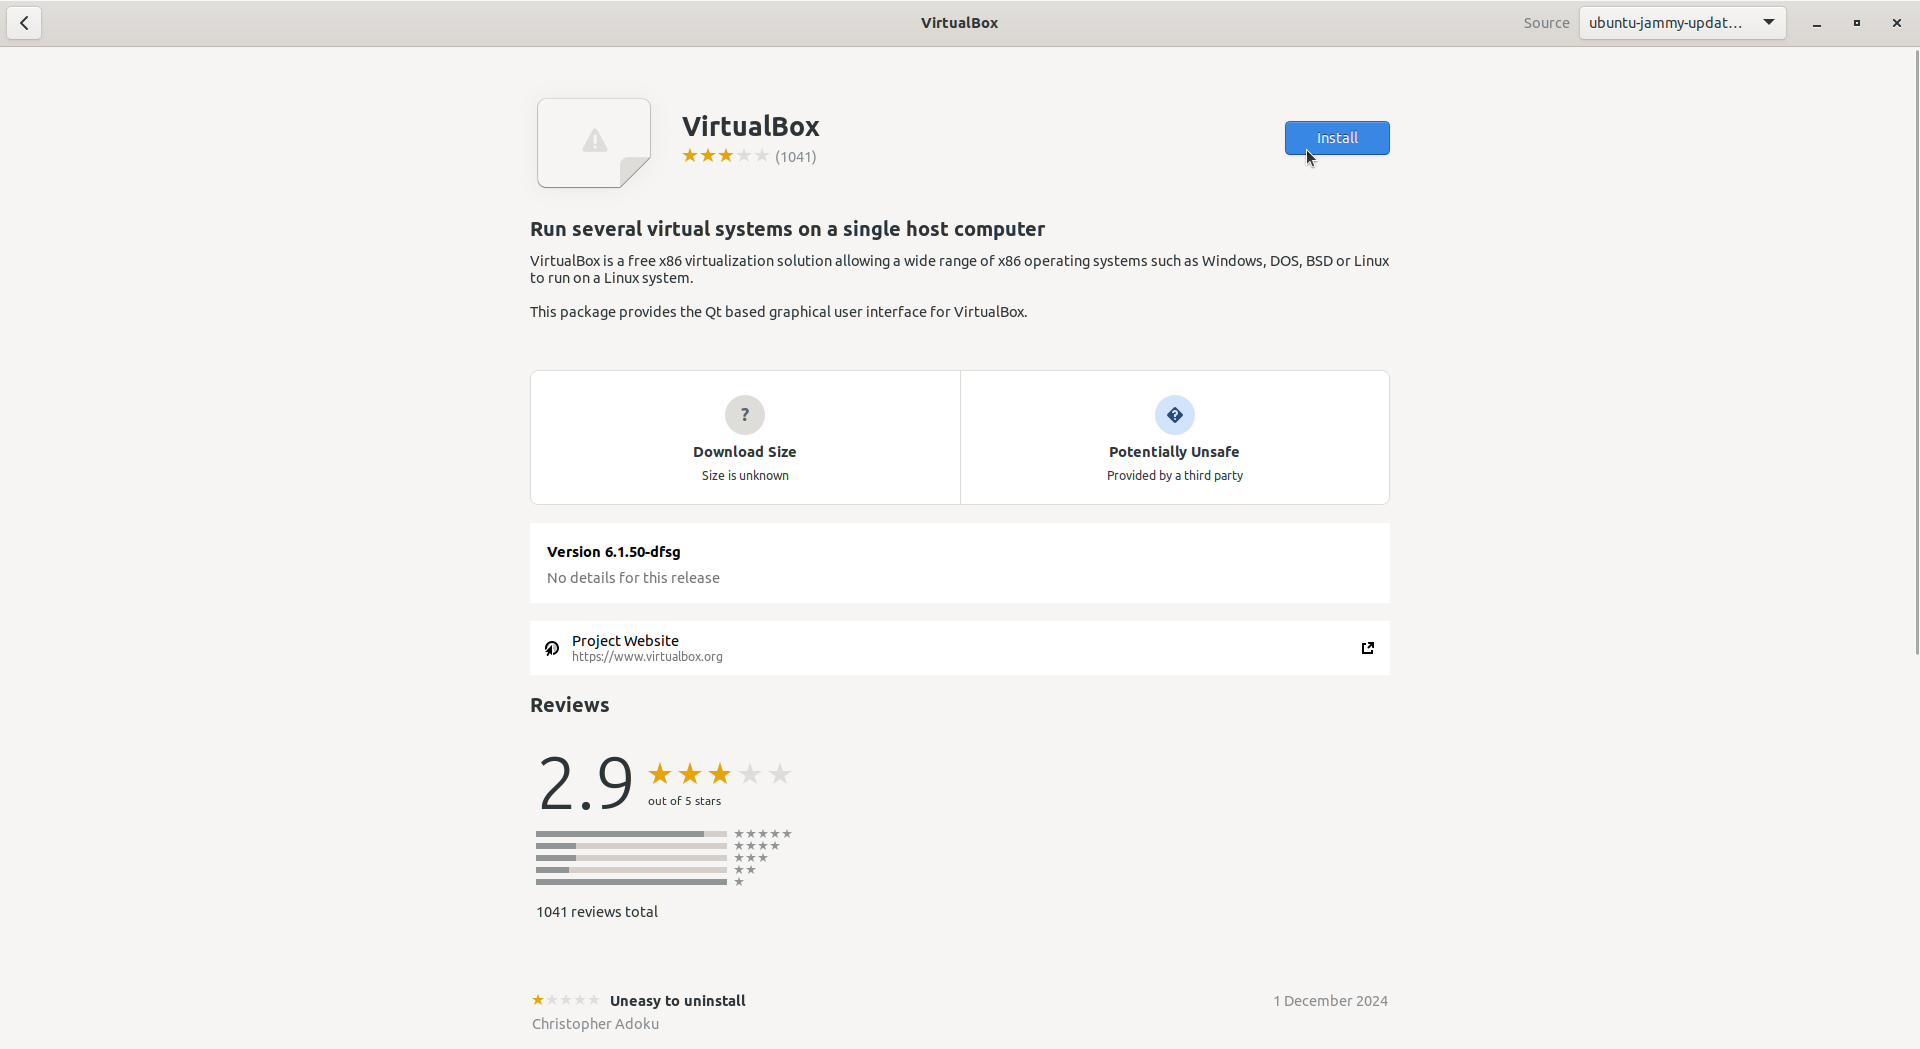 VirtualBox
Source
ubuntu-jammy-updat…
VirtualBox
(1041)
Install
Run several virtual systems on a single host computer
VirtualBox is a free x86 virtualization solution allowing a wide range of x86 operating systems such as Windows, DOS, BSD or Linux
to run on a Linux system.
This package provides the Qt based graphical user interface for VirtualBox.
?
Download Size
Size is unknown
?
Potentially Unsafe
Provided by a third party
Version 6.1.50-dfsg
No details for this release
Project Website
https://www.virtualbox.org
Reviews
2.9
out of 5 stars
1041 reviews total
Uneasy to uninstall
1 December 2024
Christopher Adoku